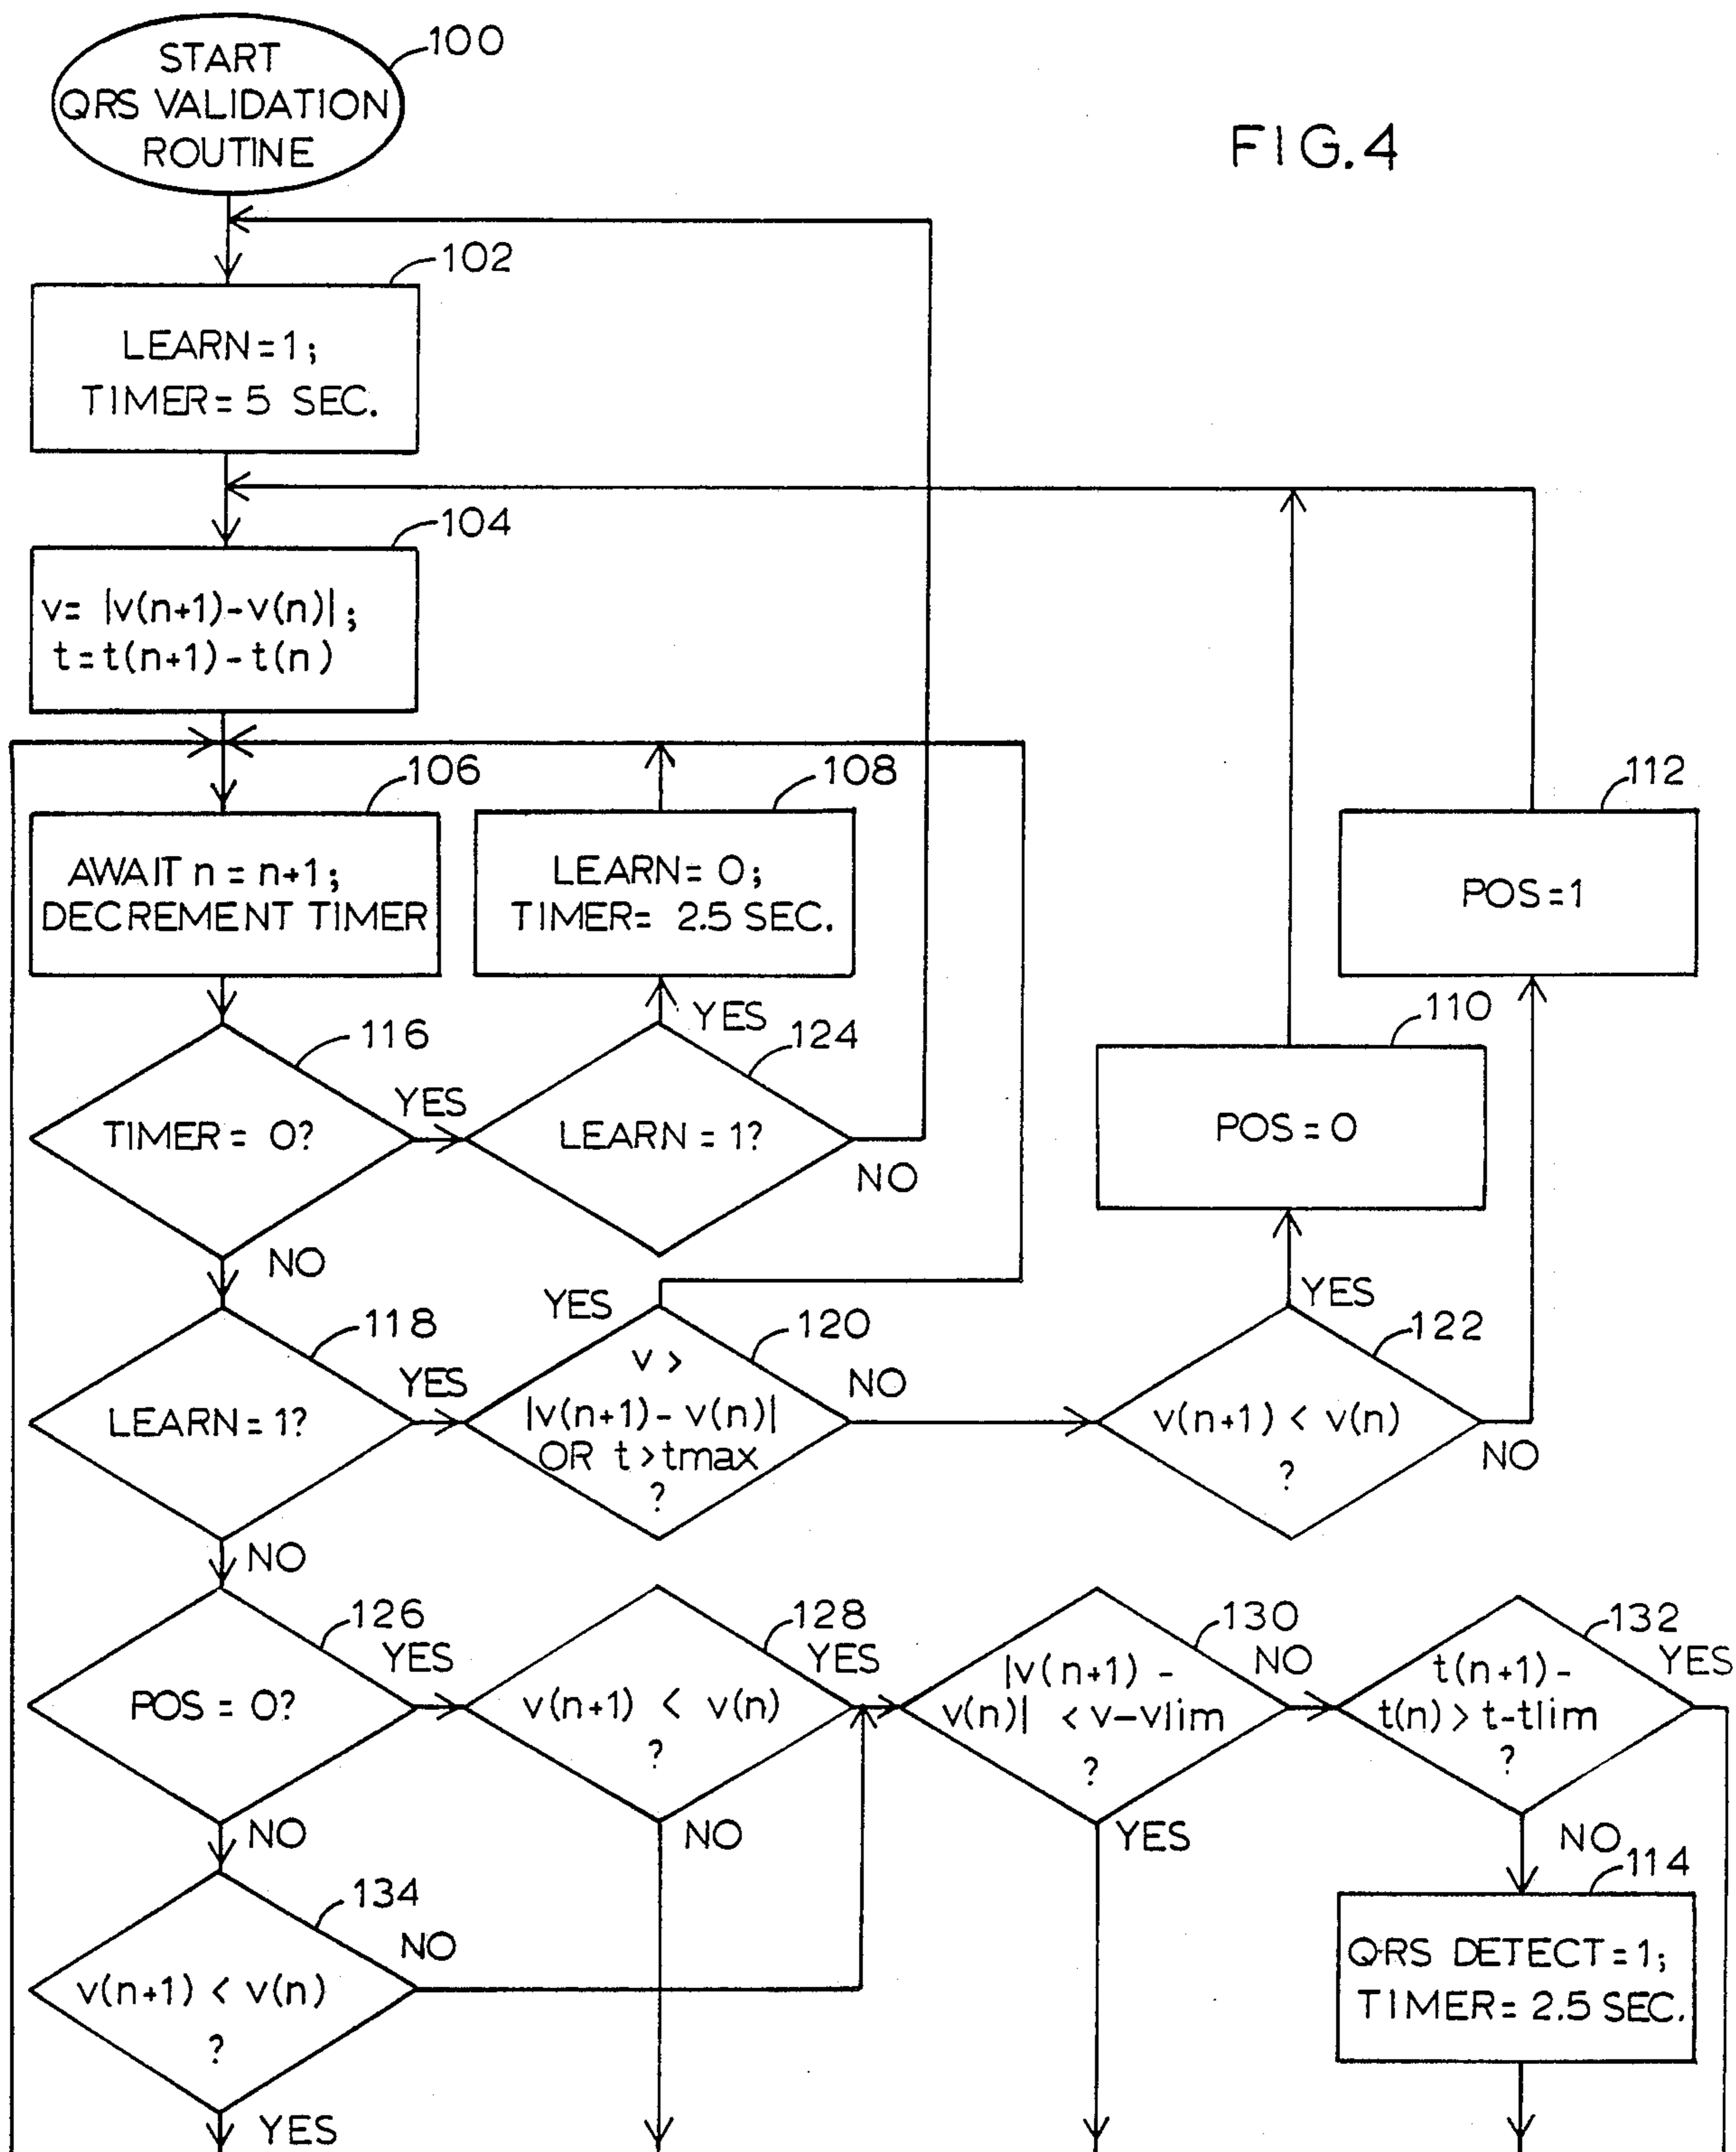 START
QRS VALIDATION
ROUTINE
100
FIG.4
102
LEARN=1;
TIMER=5 SEC.
104
v= |v(n+1)-v(n)|;
t=t(n+1)-t(n)
106
AWAIT n=n+1;
DECREMENT TIMER
108
LEARN=0;
TIMER= 2.5 SEC.
112
POS=1
110
POS=0
116
TIMER= 0?
YES
NO
124
LEARN=1?
YES
NO
118
LEARN=1?
YES
NO
120
v >
|v(n+1)- v(n)|
OR t>tmax
?
YES
NO
122
v(n+1) < v(n)
?
YES
NO
126
POS = 0?
YES
NO
128
v(n+1) < v(n)
?
YES
NO
130
|v(n+1) -
v(n)| <v-vlim
?
NO
YES
132
t(n+1)-
t(n)>t-tlim
?
YES
NO
134
v(n+1) < v(n)
?
NO
YES
114
QRS DETECT=1;
TIMER=2.5 SEC.